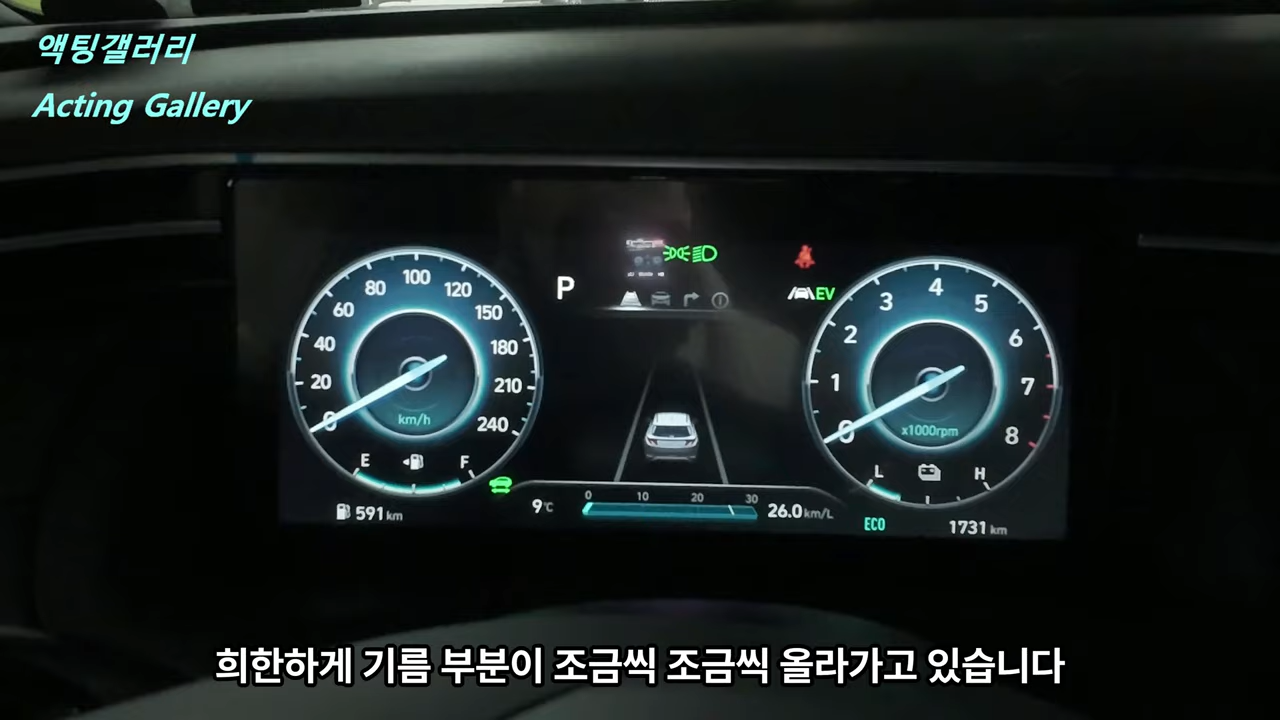 액팅갤러리
Acting Gallery
P
EV
0 20 40 60 80 100 120 150 180 210 240
km/h
E F
591 km
0 1 2 3 4 5 6 7 8
x1000rpm
L H
9°C
0 10 20 30
26.0 km/L
ECO
1731 km
희한하게 기름 부분이 조금씩 조금씩 올라가고 있습니다